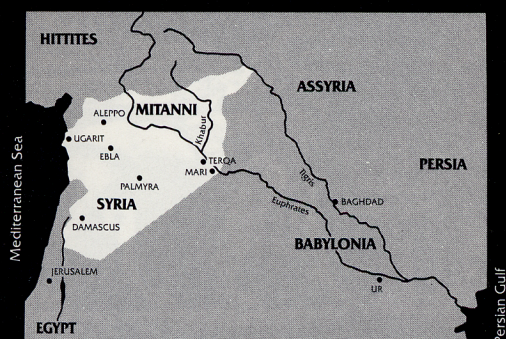 HITTITES
ASSYRIA
MITANNI
ALEPPO
Khabur
UGARIT
EBLA
TERQA
MARI
PERSIA
PALMYRA
Tigris
SYRIA
Euphrates
BAGHDAD
DAMASCUS
BABYLONIA
Mediterranean Sea
JERUSALEM
UR
EGYPT
Persian Gulf